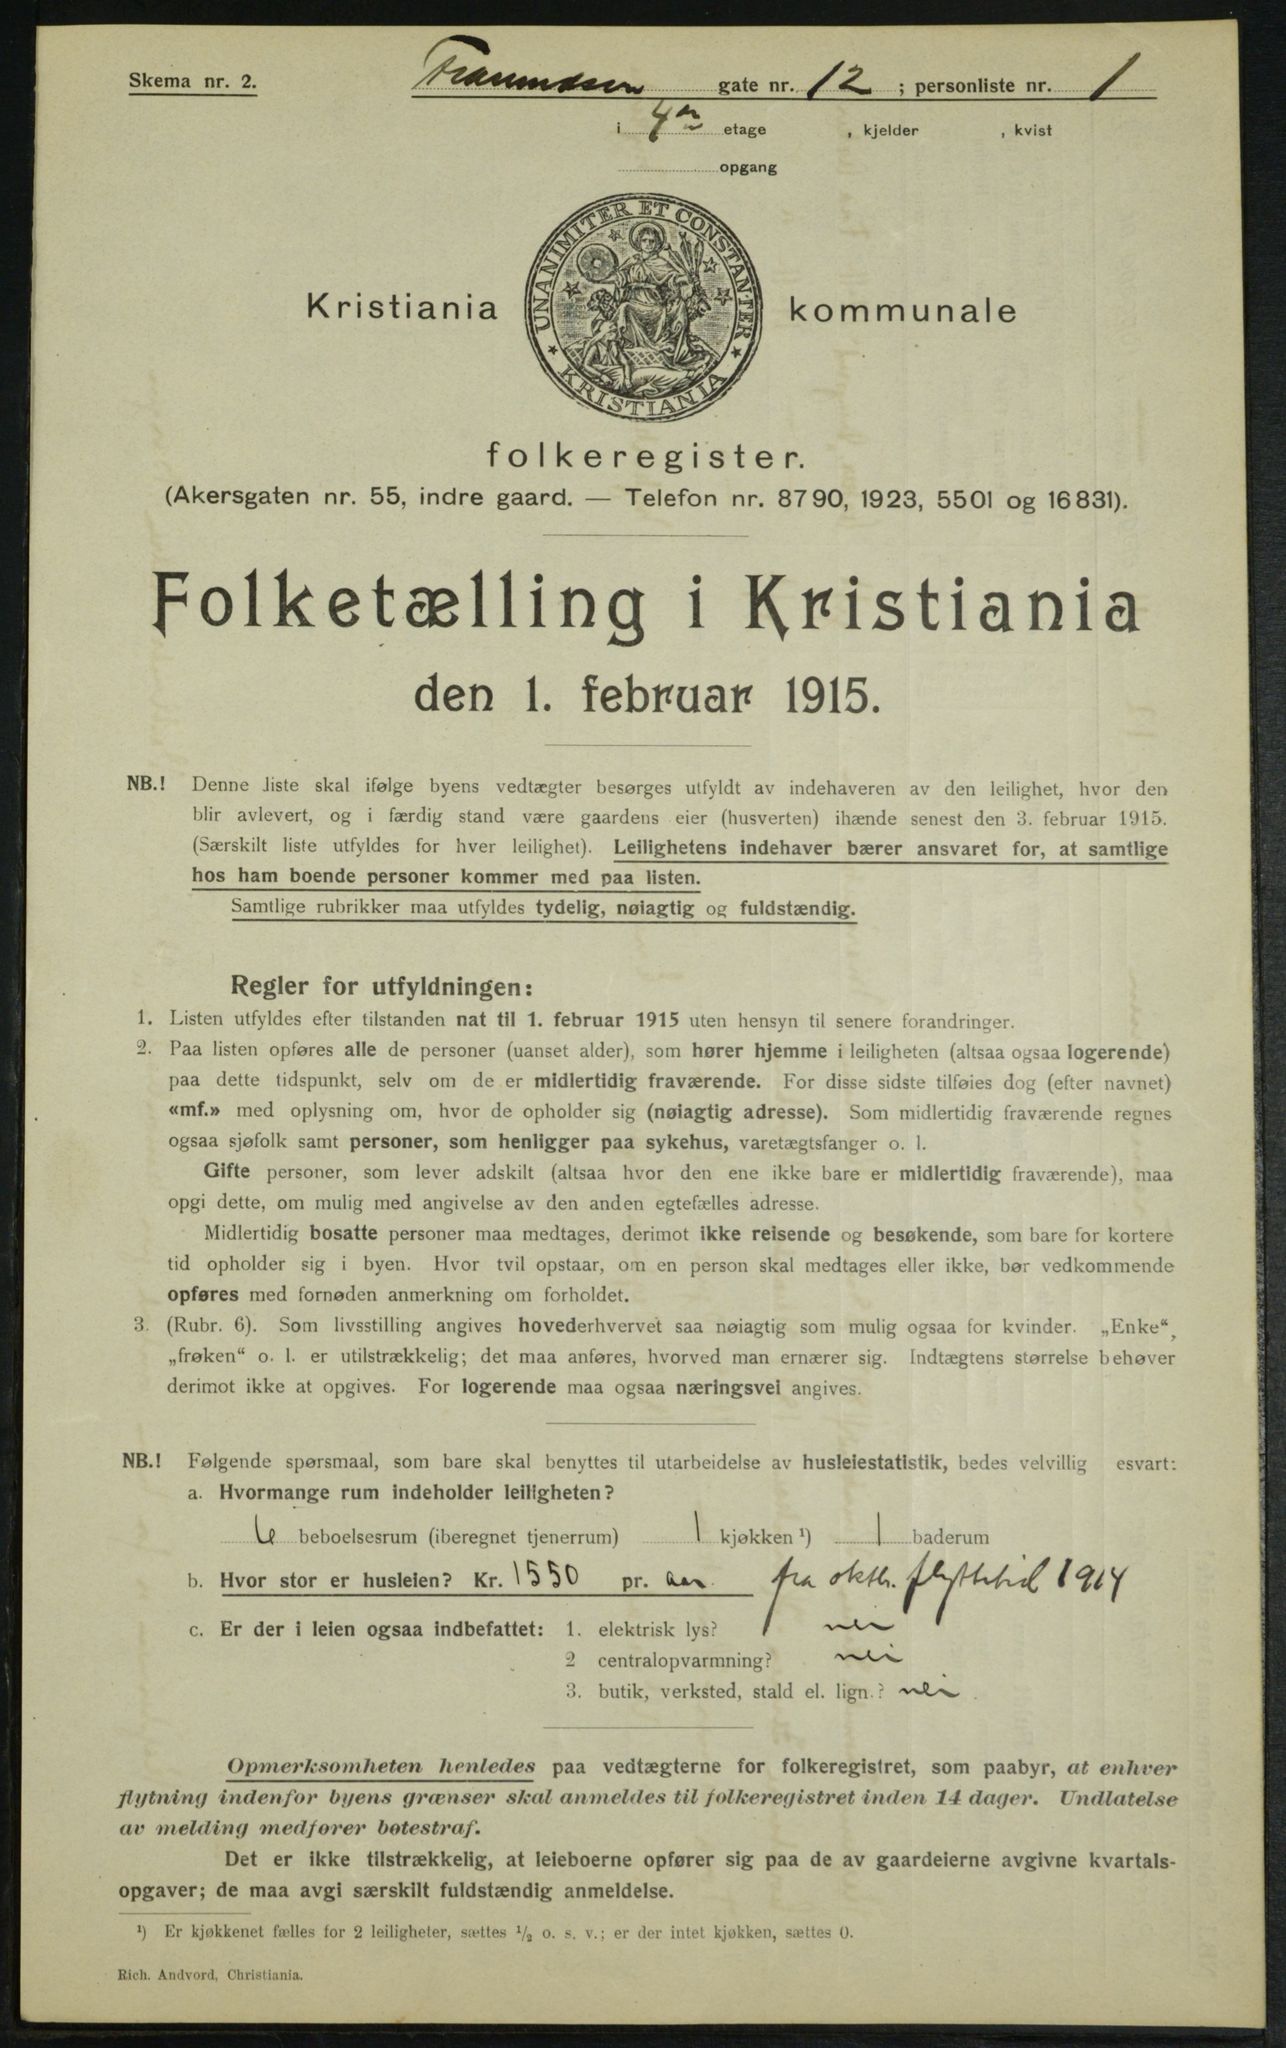 Skema nr. 2. gate nr. 12 ; personliste nr. 1
i 4de etage , kjelder , kvist
opgang
UNANIMITER ET CONSTANTER
KRISTIANIA
Kristiania kommunale
folkeregister.
(Akersgaten nr. 55, indre gaard. — Telefon nr. 8790, 1923, 5501 og 16831).
Folketælling i Kristiania
den 1. februar 1915.
NB.! Denne liste skal ifølge byens vedtægter besørges utfyldt av indehaveren av den leilighet, hvor den
blir avlevert, og i færdig stand være gaardens eier (husverten) ihænde senest den 3. februar 1915.
(Særskilt liste utfyldes for hver leilighet). Leilighetens indehaver bærer ansvaret for, at samtlige
hos ham boende personer kommer med paa listen.
Samtlige rubrikker maa utfyldes tydelig, nøiagtig og fuldstændig.
Regler for utfyldningen:
1. Listen utfyldes efter tilstanden nat til 1. februar 1915 uten hensyn til senere forandringer.
2. Paa listen opføres alle de personer (uanset alder), som hører hjemme i leiligheten (altsaa ogsaa logerende)
paa dette tidspunkt, selv om de er midlertidig fraværende. For disse sidste tilføies dog (efter navnet)
«mf.» med oplysning om, hvor de opholder sig (nøiagtig adresse). Som midlertidig fraværende regnes
ogsaa sjøfolk samt personer, som henligger paa sykehus, varetægtsfanger o. l.
Gifte personer, som lever adskilt (altsaa hvor den ene ikke bare er midlertidig fraværende), maa
opgi dette, om mulig med angivelse av den anden egtefælles adresse.
Midlertidig bosatte personer maa medtages, derimot ikke reisende og besøkende, som bare for kortere
tid opholder sig i byen. Hvor tvil opstaar, om en person skal medtages eller ikke, bør vedkommende
opføres med fornøden anmerkning om forholdet.
3. (Rubr. 6). Som livsstilling angives hovederhvervet saa nøiagtig som mulig ogsaa for kvinder. „Enke“,
„frøken“ o. l. er utilstrækkelig; det maa anføres, hvorved man ernærer sig. Indtægtens størrelse behøver
derimot ikke at opgives. For logerende maa ogsaa næringsvei angives.
NB.! Følgende spørsmaal, som bare skal benyttes til utarbeidelse av husleiestatistik, bedes velvillig esvart:
a. Hvormange rum indeholder leiligheten?
6 beboelsesrum (iberegnet tjenerrum) 1 kjøkken ¹) 1 baderum
b. Hvor stor er husleien? Kr. 1550 pr. aar fra oktbr. flyttetid 1914
c. Er der i leien ogsaa indbefattet: 1. elektrisk lys? nei
2 centralopvarmning? nei
3. butik, verksted, stald el. lign.? nei
Opmerksomheten henledes paa vedtægterne for folkeregistret, som paabyr, at enhver
flytning indenfor byens grænser skal anmeldes til folkeregistret inden 14 dager. Undlatelse
av melding medfører bøtestraf.
Det er ikke tilstrækkelig, at leieboerne opfører sig paa de av gaardeierne avgivne kvartals-
opgaver; de maa avgi særskilt fuldstændig anmeldelse.
¹) Er kjøkkenet fælles for 2 leiligheter, sættes ½ o. s. v.; er der intet kjøkken, sættes 0.
Rich. Andvord, Christiania.